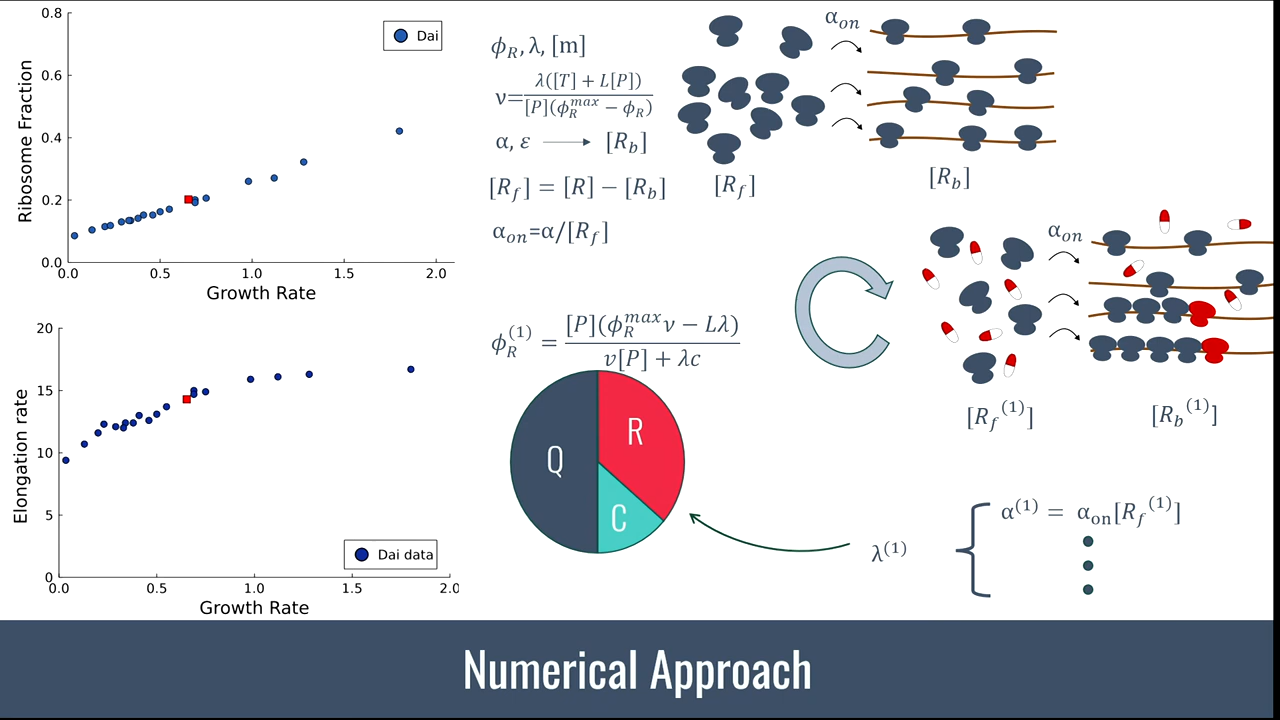 0.8
0.6
0.4
0.2
0.0
Ribosome Fraction
Dai
0.0 0.5 1.0 1.5 2.0
Growth Rate
20
15
10
5
0
Elongation rate
Dai data
0.0 0.5 1.0 1.5 2.0
Growth Rate
ϕ_R, λ, [m]
ν=λ([T] + L[P])/[P](ϕ_R^max − ϕ_R)
α, ε ⟶ [R_b]
[R_f] = [R] − [R_b]
α_on=α/[R_f]
α_on
[R_f]
[R_b]
α_on
[R_f^(1)]
[R_b^(1)]
ϕ_R^(1) = [P](ϕ_R^max ν − Lλ)/ν[P] + λc
Q
R
C
λ^(1)
α^(1) = α_on[R_f^(1)]
Numerical Approach